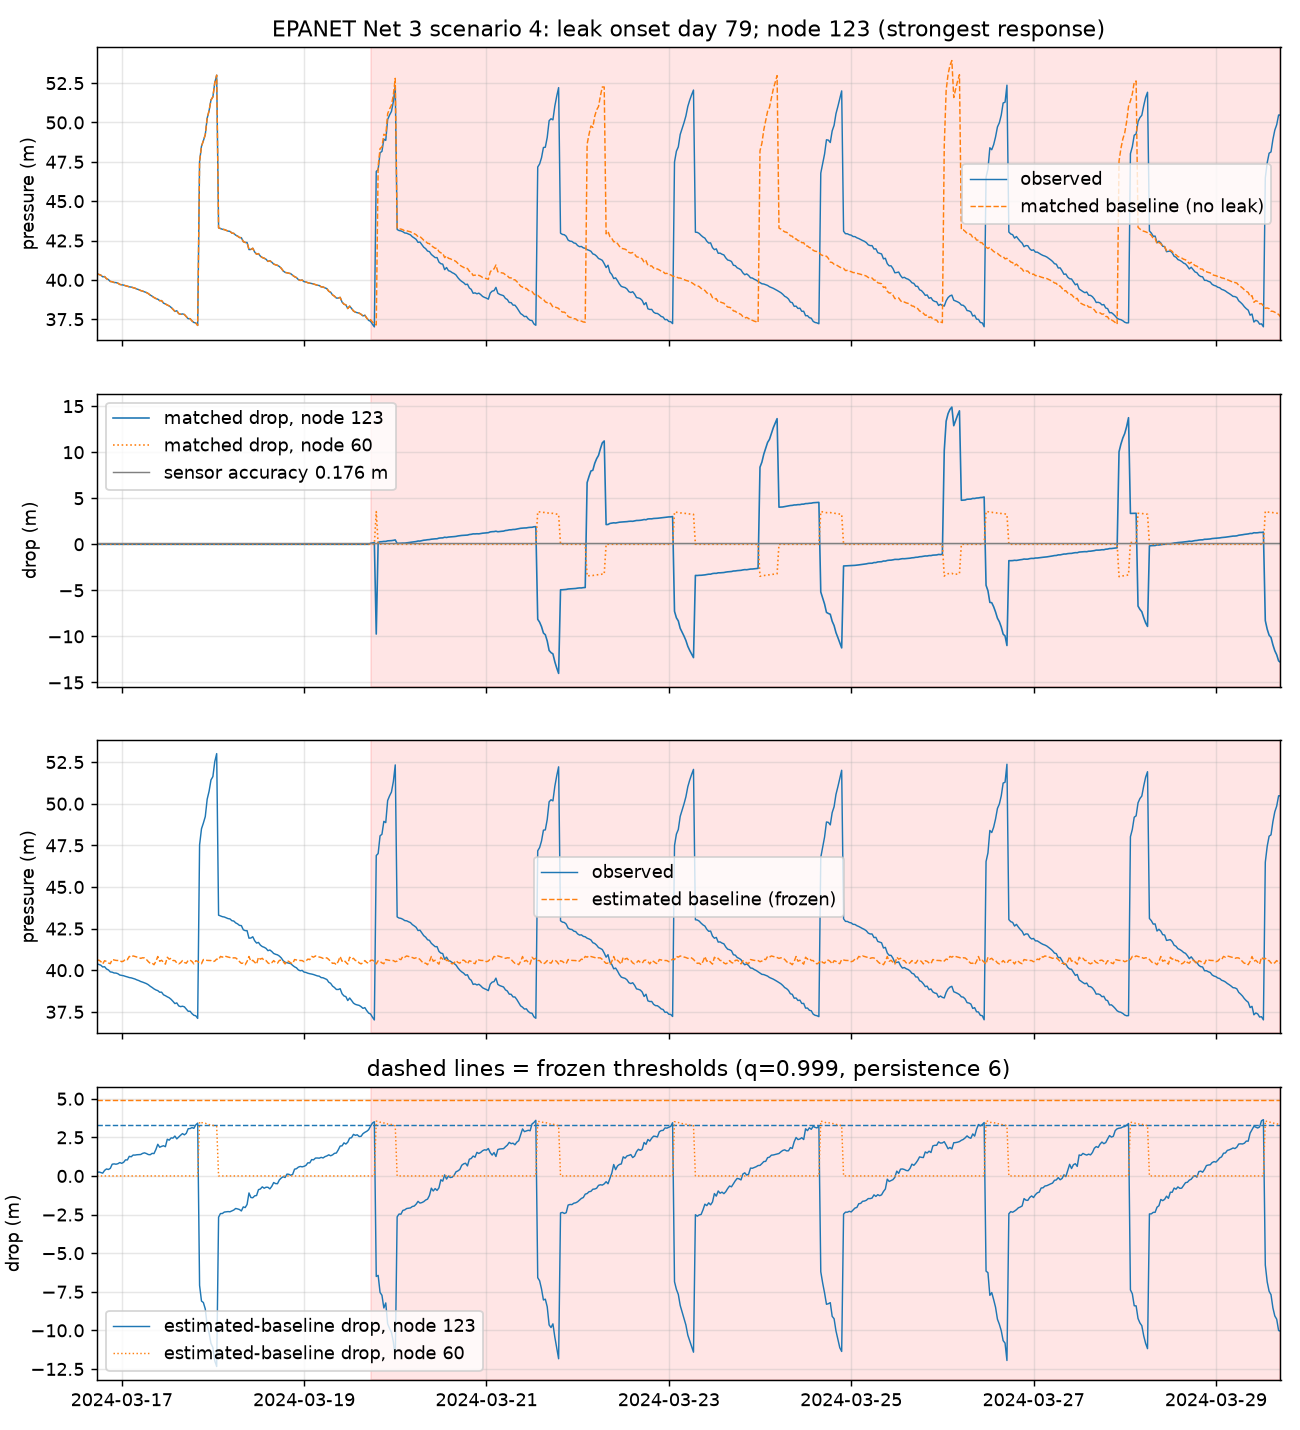 EPANET Net 3 scenario 4: leak onset day 79; node 123 (strongest response)
52.5
50.0
47.5
45.0
42.5
40.0
37.5
pressure (m)
observed
matched baseline (no leak)
15
10
5
0
−5
−10
−15
drop (m)
matched drop, node 123
matched drop, node 60
sensor accuracy 0.176 m
52.5
50.0
47.5
45.0
42.5
40.0
37.5
pressure (m)
observed
estimated baseline (frozen)
dashed lines = frozen thresholds (q=0.999, persistence 6)
5.0
2.5
0.0
−2.5
−5.0
−7.5
−10.0
−12.5
drop (m)
estimated-baseline drop, node 123
estimated-baseline drop, node 60
2024-03-17
2024-03-19
2024-03-21
2024-03-23
2024-03-25
2024-03-27
2024-03-29